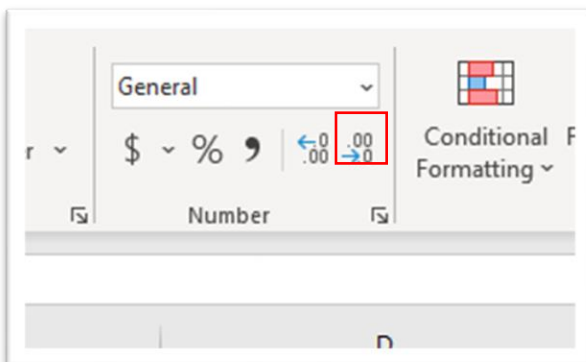 General
$ % , ←0 .00 .00 →0
Conditional
Formatting
Number
D